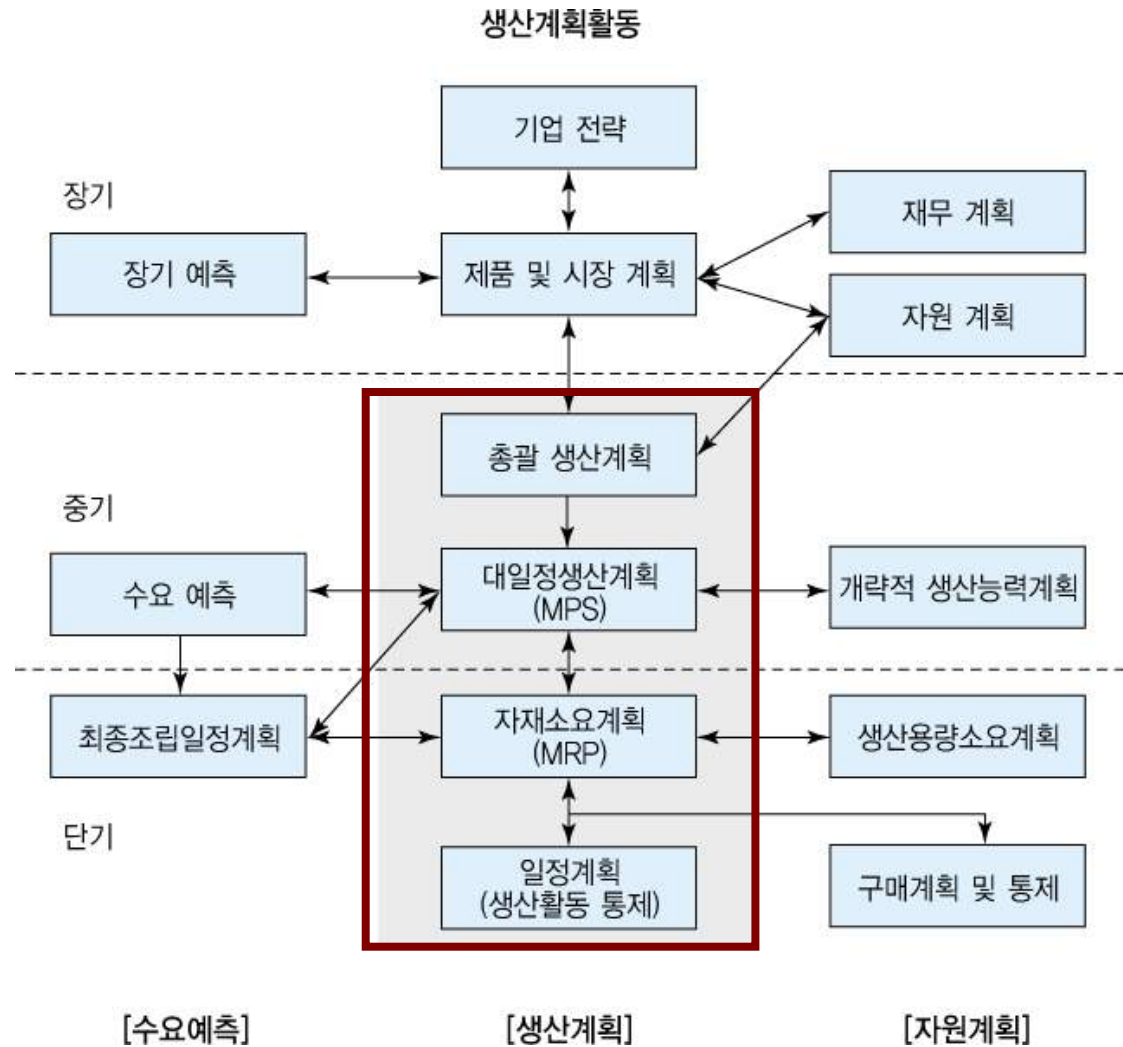 생산계획활동
기업 전략
장기
재무 계획
장기 예측
제품 및 시장 계획
자원 계획
총괄 생산계획
중기
수요 예측
대일정생산계획
(MPS)
개략적 생산능력계획
최종조립일정계획
자재소요계획
(MRP)
생산용량소요계획
단기
일정계획
(생산활동 통제)
구매계획 및 통제
[수요예측]
[생산계획]
[자원계획]